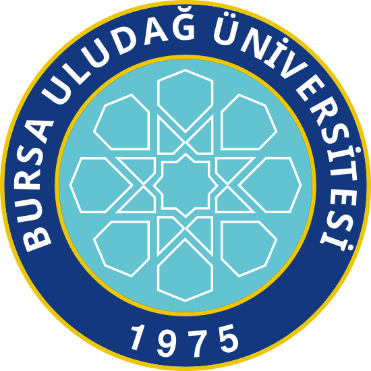 BURSA ULUDAĞ ÜNİVERSİTESİ
1975